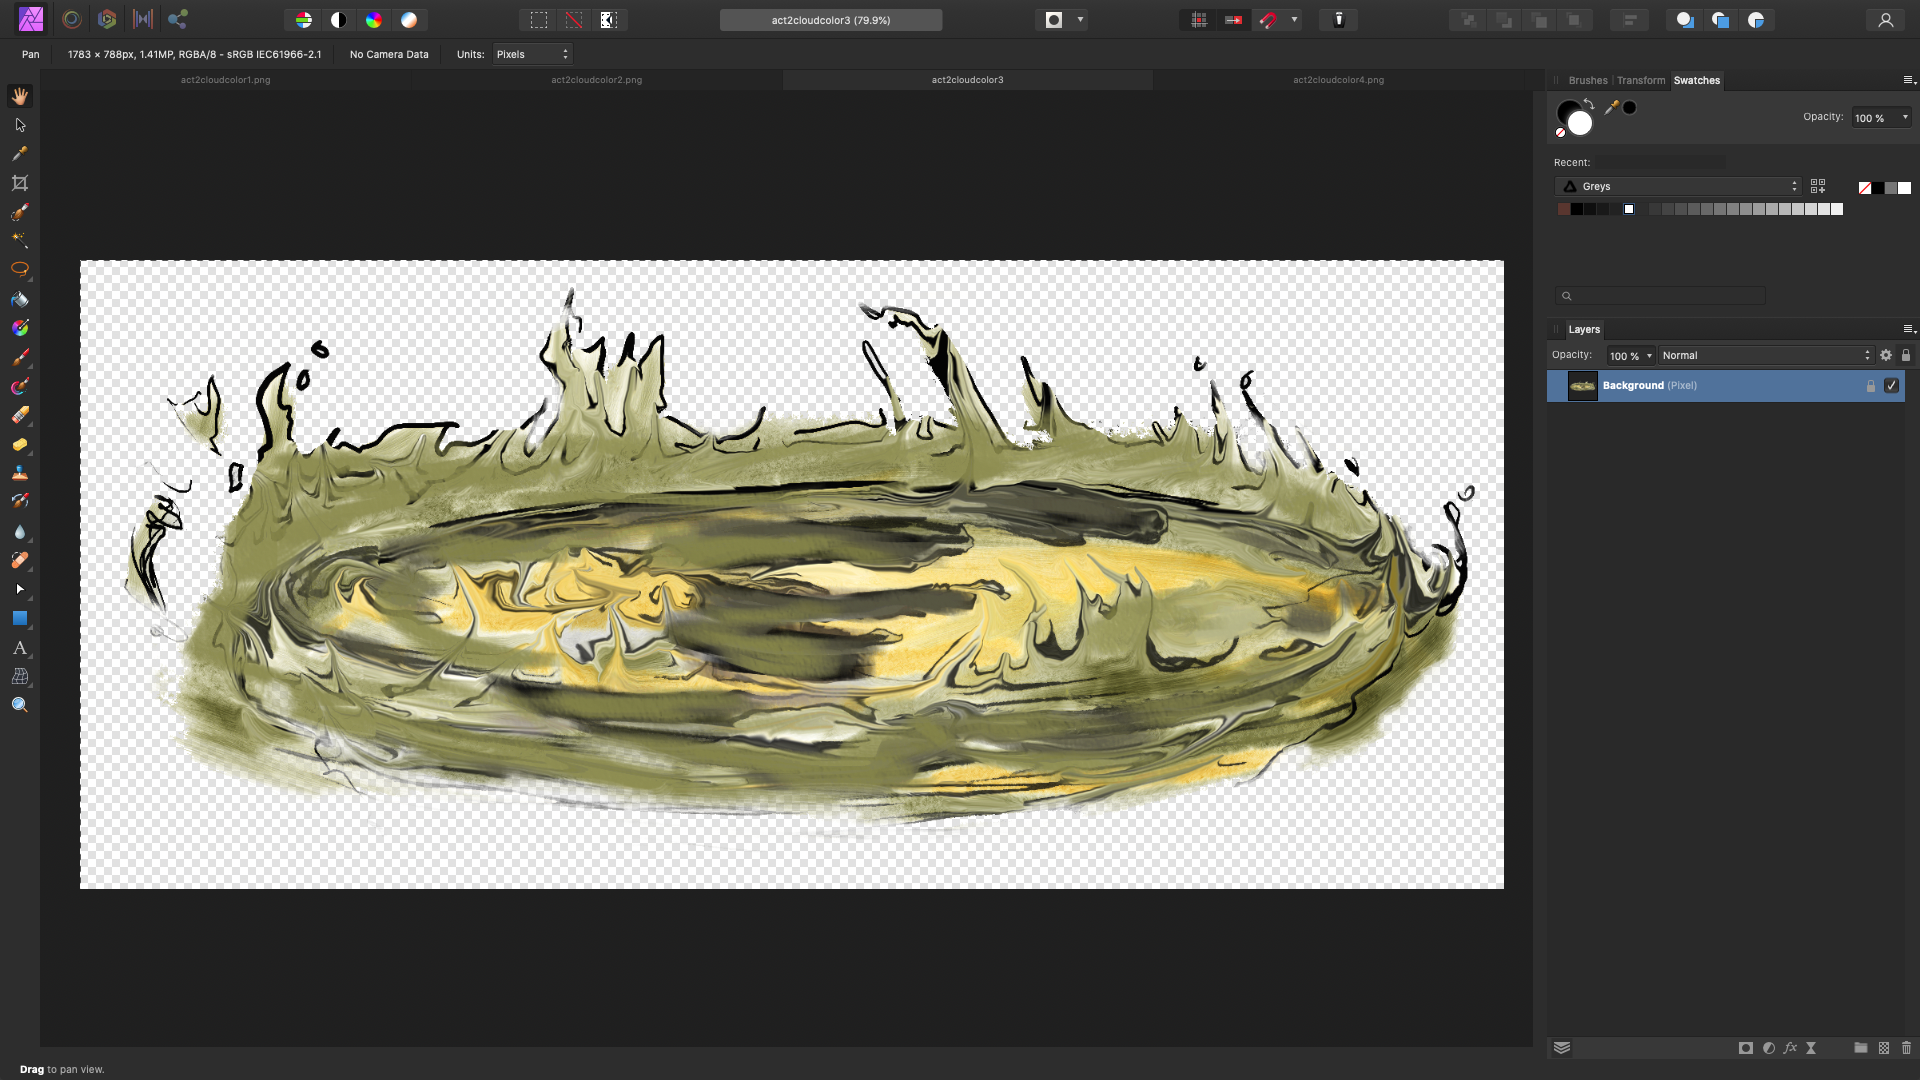 act2cloudcolor3 (79.9%)
Pan
1783 × 788px, 1.41MP, RGBA/8 - sRGB IEC61966-2.1
No Camera Data
Units:
Pixels
act2cloudcolor1.png
act2cloudcolor2.png
act2cloudcolor3
act2cloudcolor4.png
Brushes
Transform
Swatches
Opacity:
100 %
Recent:
Greys
Layers
Opacity:
100 %
Normal
Background (Pixel)
A
fx
Drag to pan view.